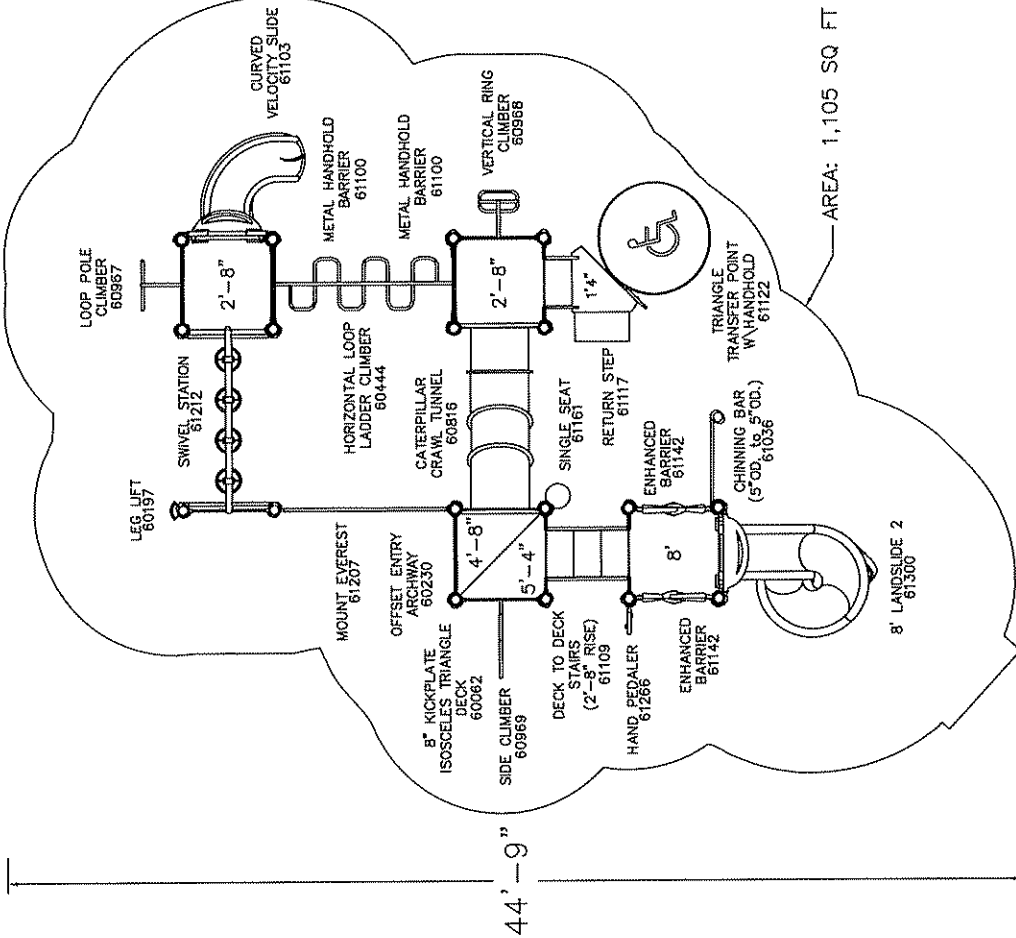 LOOP POLE
CLIMBER
60967
CURVED
VELOCITY SLIDE
61103
2'-8"
SWIVEL STATION
61212
LEG LIFT
60197
METAL HANDHOLD
BARRIER
61100
METAL HANDHOLD
BARRIER
61100
HORIZONTAL LOOP
LADDER CLIMBER
60444
VERTICAL RING
CLIMBER
60968
2'-8"
MOUNT EVEREST
61207
CATERPILLAR
CRAWL TUNNEL
60816
OFFSET ENTRY
ARCHWAY
60230
4'-8"
5'-4"
8" KICKPLATE
ISOSCELES TRIANGLE
DECK
60062
SIDE CLIMBER
60969
SINGLE SEAT
61161
1'4"
RETURN STEP
61117
TRIANGLE
TRANSFER POINT
W\HANDHOLD
61122
DECK TO DECK
STAIRS
(2'-8" RISE)
61109
HAND PEDALER
61266
ENHANCED
BARRIER
61142
8'
ENHANCED
BARRIER
61142
CHINNING BAR
(5"OD. to 5"OD.)
61036
8' LANDSLIDE 2
61300
AREA: 1,105 SQ FT
44'-9"